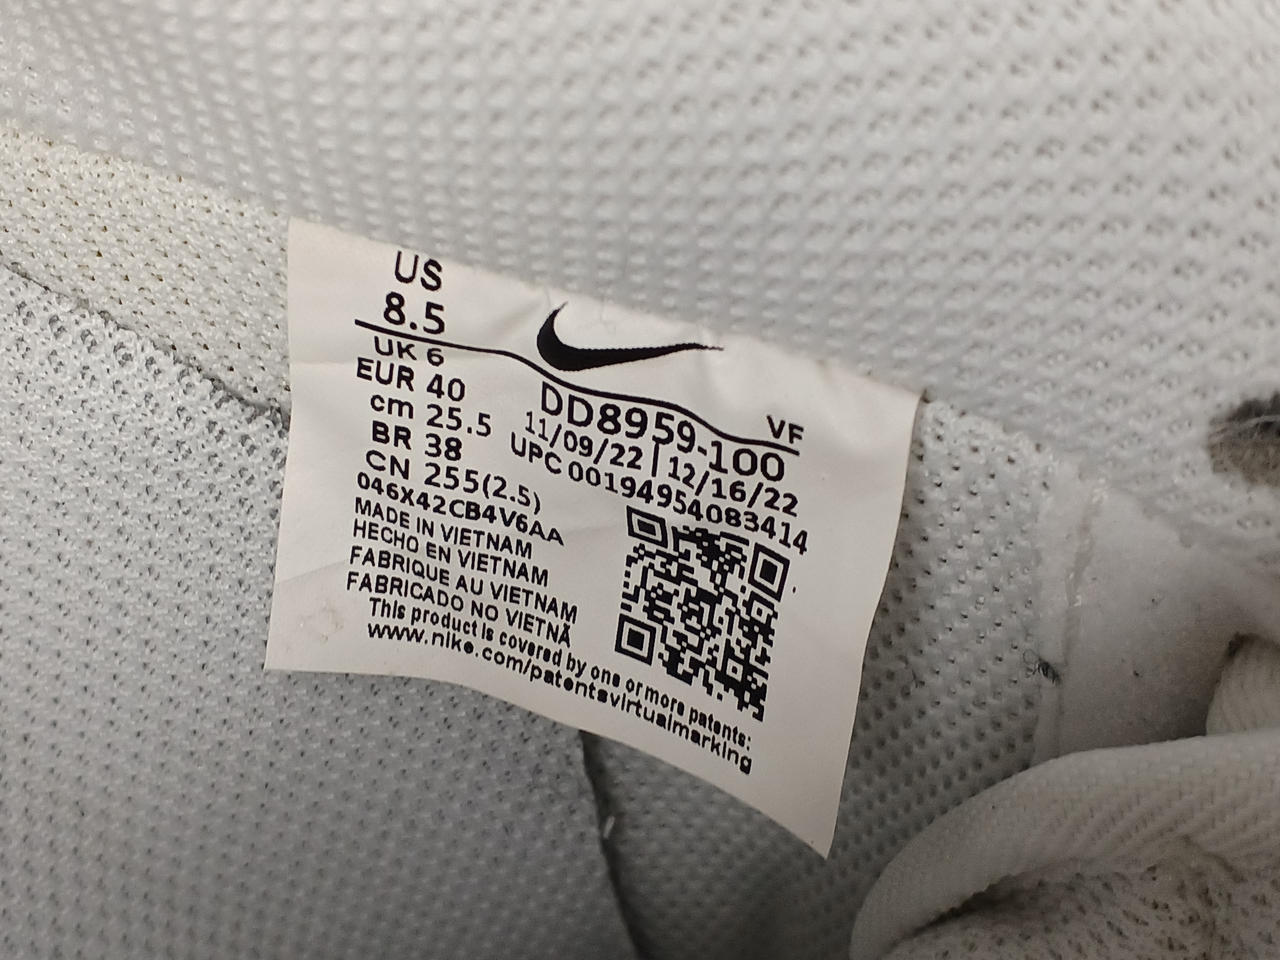 US
8.5
UK 6
EUR 40
cm 25.5
BR 38
CN 255(2.5)
046X42CB4V6AA
MADE IN VIETNAM
HECHO EN VIETNAM
FABRIQUE AU VIETNAM
FABRICADO NO VIETNÃ
This product is covered by one or more patents:
www.nike.com/patentsvirtualmarking
VF
DD8959-100
11/09/22 | 12/16/22
UPC 00194954083414